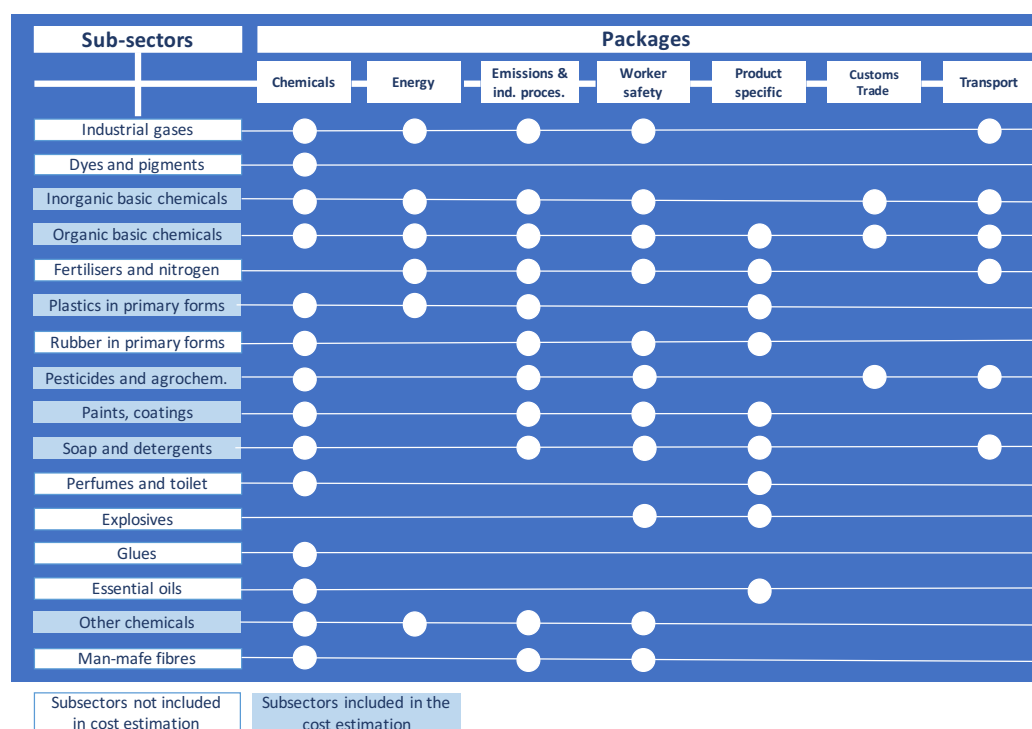 Sub-sectors
Packages
Chemicals
Energy
Emissions &
ind. proces.
Worker
safety
Product
specific
Customs
Trade
Transport
Industrial gases
Dyes and pigments
Inorganic basic chemicals
Organic basic chemicals
Fertilisers and nitrogen
Plastics in primary forms
Rubber in primary forms
Pesticides and agrochem.
Paints, coatings
Soap and detergents
Perfumes and toilet
Explosives
Glues
Essential oils
Other chemicals
Man-mafe fibres
Subsectors not included
in cost estimation
Subsectors included in the
cost estimation